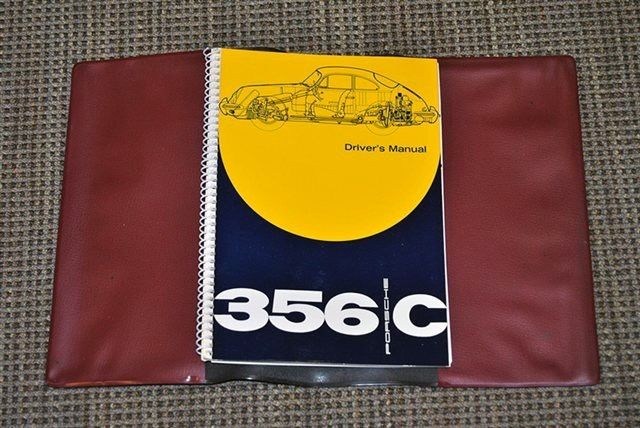 Driver's Manual
356 C
PORSCHE